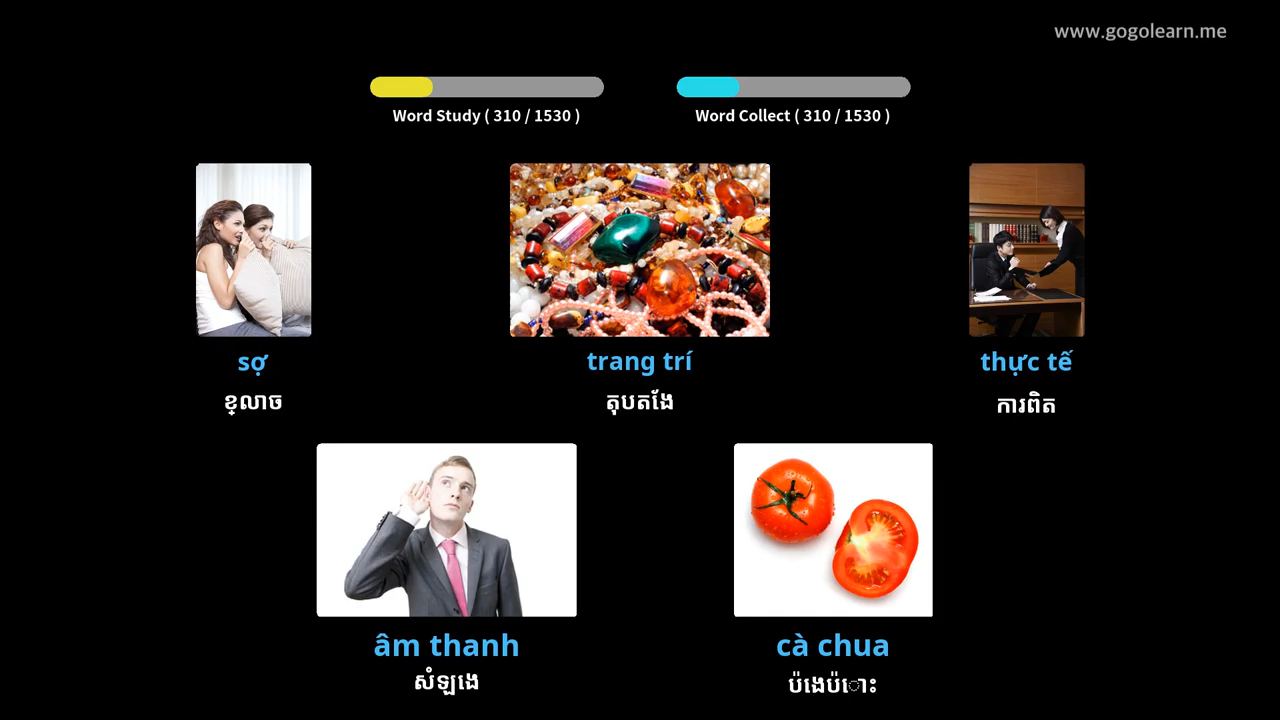 www.gogolearn.me
Word Study ( 310 / 1530 )
Word Collect ( 310 / 1530 )
sợ
ខ្លាច
trang trí
តុបតែង
thực tế
ការពិត
âm thanh
សំឡេង
cà chua
ប៉េងប៉ោះ